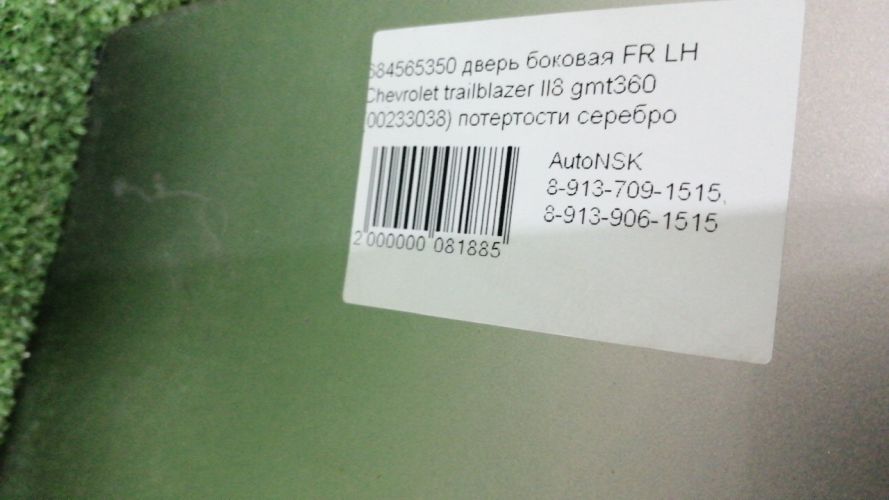 684565350 дверь боковая FR LH
Chevrolet trailblazer II8 gmt360
00233038) потертости серебро
AutoNSK
8-913-709-1515,
8-913-906-1515
2 000000 081885